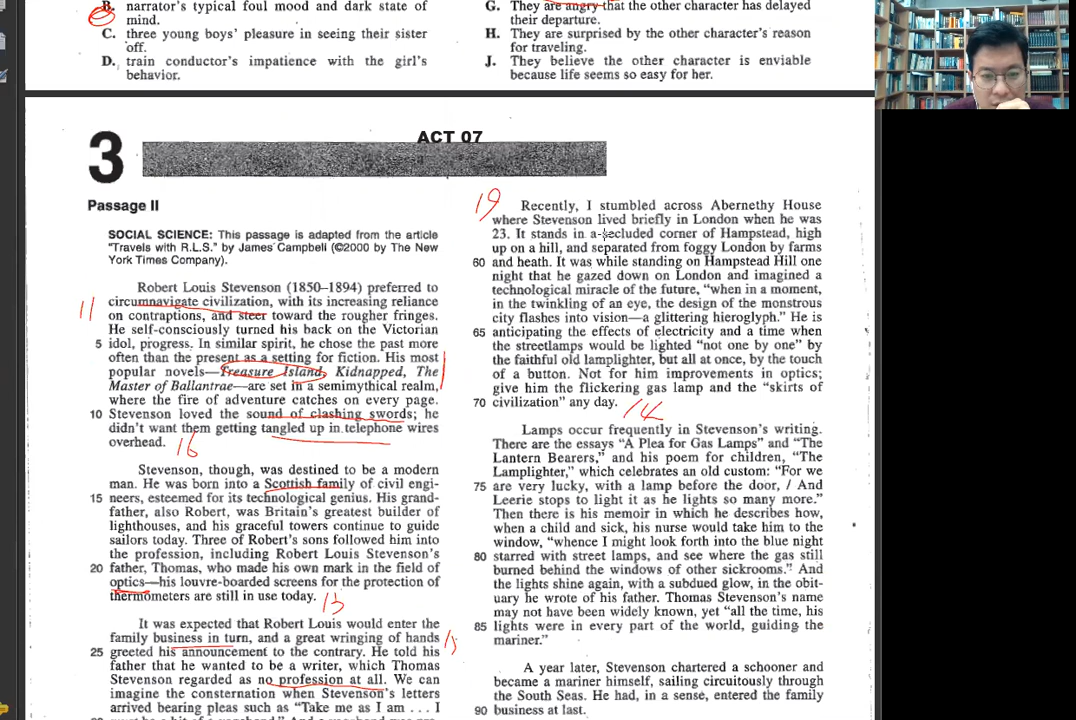 B. narrator's typical foul mood and dark state of
mind.
C. three young boys' pleasure in seeing their sister
off.
D. train conductor's impatience with the girl's
behavior.
G. They are angry that the other character has delayed
their departure.
H. They are surprised by the other character's reason
for traveling.
J. They believe the other character is enviable
because life seems so easy for her.
3
ACT 07
Passage II
SOCIAL SCIENCE: This passage is adapted from the article
"Travels with R.L.S." by James Campbell (©2000 by The New
York Times Company).
11
Robert Louis Stevenson (1850–1894) preferred to
circumnavigate civilization, with its increasing reliance
on contraptions, and steer toward the rougher fringes.
He self-consciously turned his back on the Victorian
5 idol, progress. In similar spirit, he chose the past more
often than the present as a setting for fiction. His most
popular novels—Treasure Island, Kidnapped, The
Master of Ballantrae—are set in a semimythical realm,
where the fire of adventure catches on every page.
10 Stevenson loved the sound of clashing swords; he
didn't want them getting tangled up in telephone wires
overhead.
16
Stevenson, though, was destined to be a modern
man. He was born into a Scottish family of civil engi-
15 neers, esteemed for its technological genius. His grand-
father, also Robert, was Britain's greatest builder of
lighthouses, and his graceful towers continue to guide
sailors today. Three of Robert's sons followed him into
the profession, including Robert Louis Stevenson's
20 father, Thomas, who made his own mark in the field of
optics—his louvre-boarded screens for the protection of
thermometers are still in use today.
13
It was expected that Robert Louis would enter the
family business in turn, and a great wringing of hands
25 greeted his announcement to the contrary. He told his
father that he wanted to be a writer, which Thomas
Stevenson regarded as no profession at all. We can
imagine the consternation when Stevenson's letters
arrived bearing pleas such as "Take me as I am . . . I
19
Recently, I stumbled across Abernethy House
where Stevenson lived briefly in London when he was
23. It stands in a secluded corner of Hampstead, high
up on a hill, and separated from foggy London by farms
60 and heath. It was while standing on Hampstead Hill one
night that he gazed down on London and imagined a
technological miracle of the future, "when in a moment,
in the twinkling of an eye, the design of the monstrous
city flashes into vision—a glittering hieroglyph." He is
65 anticipating the effects of electricity and a time when
the streetlamps would be lighted "not one by one" by
the faithful old lamplighter, but all at once, by the touch
of a button. Not for him improvements in optics;
give him the flickering gas lamp and the "skirts of
70 civilization" any day.
14
Lamps occur frequently in Stevenson's writing.
There are the essays "A Plea for Gas Lamps" and "The
Lantern Bearers," and his poem for children, "The
Lamplighter," which celebrates an old custom: "For we
75 are very lucky, with a lamp before the door, / And
Leerie stops to light it as he lights so many more."
Then there is his memoir in which he describes how,
when a child and sick, his nurse would take him to the
window, "whence I might look forth into the blue night
80 starred with street lamps, and see where the gas still
burned behind the windows of other sickrooms." And
the lights shine again, with a subdued glow, in the obit-
uary he wrote of his father. Thomas Stevenson's name
may not have been widely known, yet "all the time, his
85 lights were in every part of the world, guiding the
mariner."
A year later, Stevenson chartered a schooner and
became a mariner himself, sailing circuitously through
the South Seas. He had, in a sense, entered the family
90 business at last.